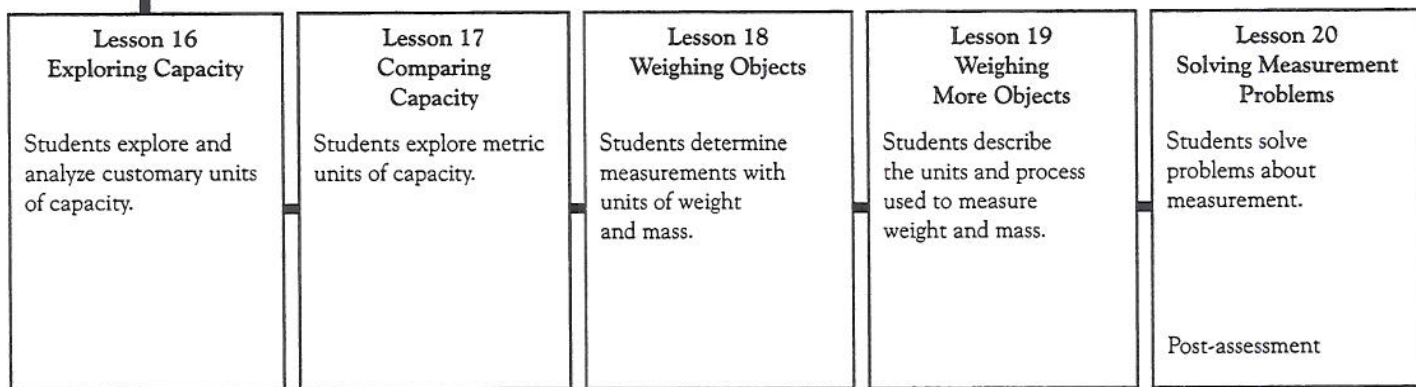 Lesson 16
Exploring Capacity
Students explore and
analyze customary units
of capacity.
Lesson 17
Comparing
Capacity
Students explore metric
units of capacity.
Lesson 18
Weighing Objects
Students determine
measurements with
units of weight
and mass.
Lesson 19
Weighing
More Objects
Students describe
the units and process
used to measure
weight and mass.
Lesson 20
Solving Measurement
Problems
Students solve
problems about
measurement.
Post-assessment